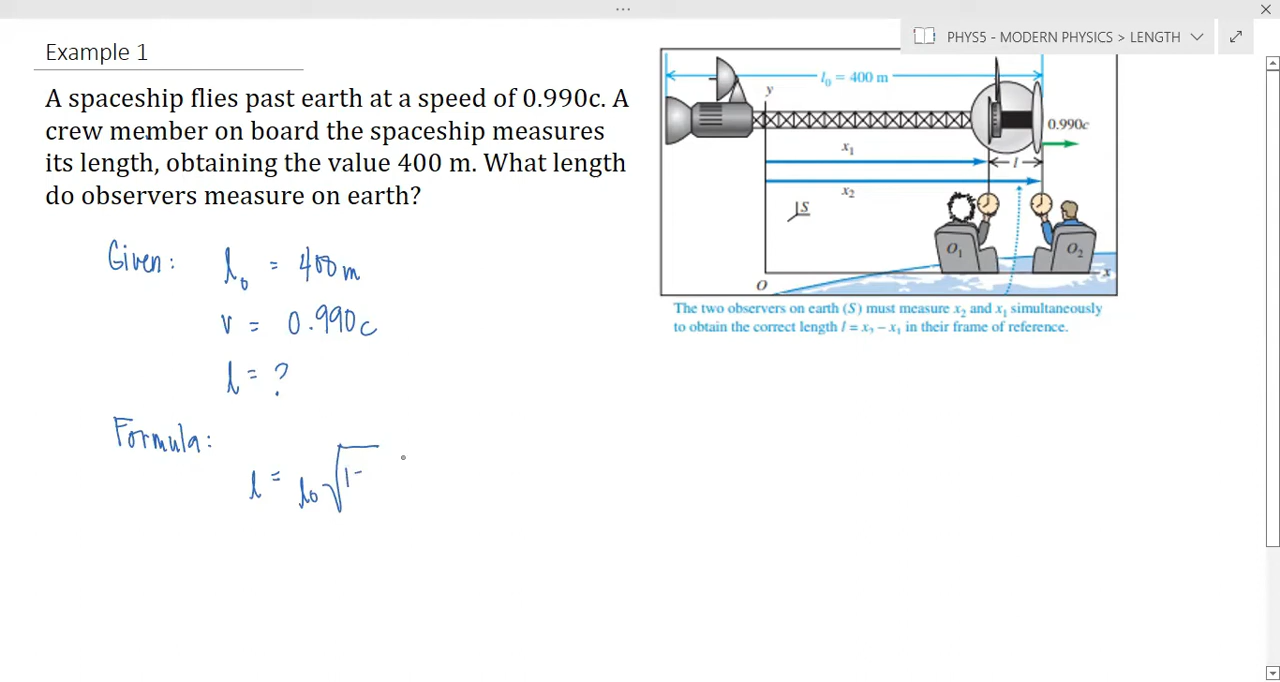 PHYS5 - MODERN PHYSICS > LENGTH
Example 1
A spaceship flies past earth at a speed of 0.990c. A
crew member on board the spaceship measures
its length, obtaining the value 400 m. What length
do observers measure on earth?
Given: l₀ = 400 m
v = 0.990c
l = ?
Formula:
l = l₀ √1 -
l₀ = 400 m
y
0.990c
x₁
l
x₂
S
O₁
O₂
O
x
The two observers on earth (S) must measure x₂ and x₁ simultaneously
to obtain the correct length l = x₂ − x₁ in their frame of reference.